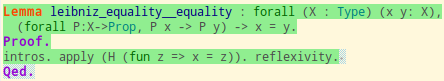 Lemma leibniz_equality__equality : forall (X : Type) (x y: X),
(forall P:X->Prop, P x -> P y) -> x = y.
Proof.
intros. apply (H (fun z => x = z)). reflexivity.
Qed.